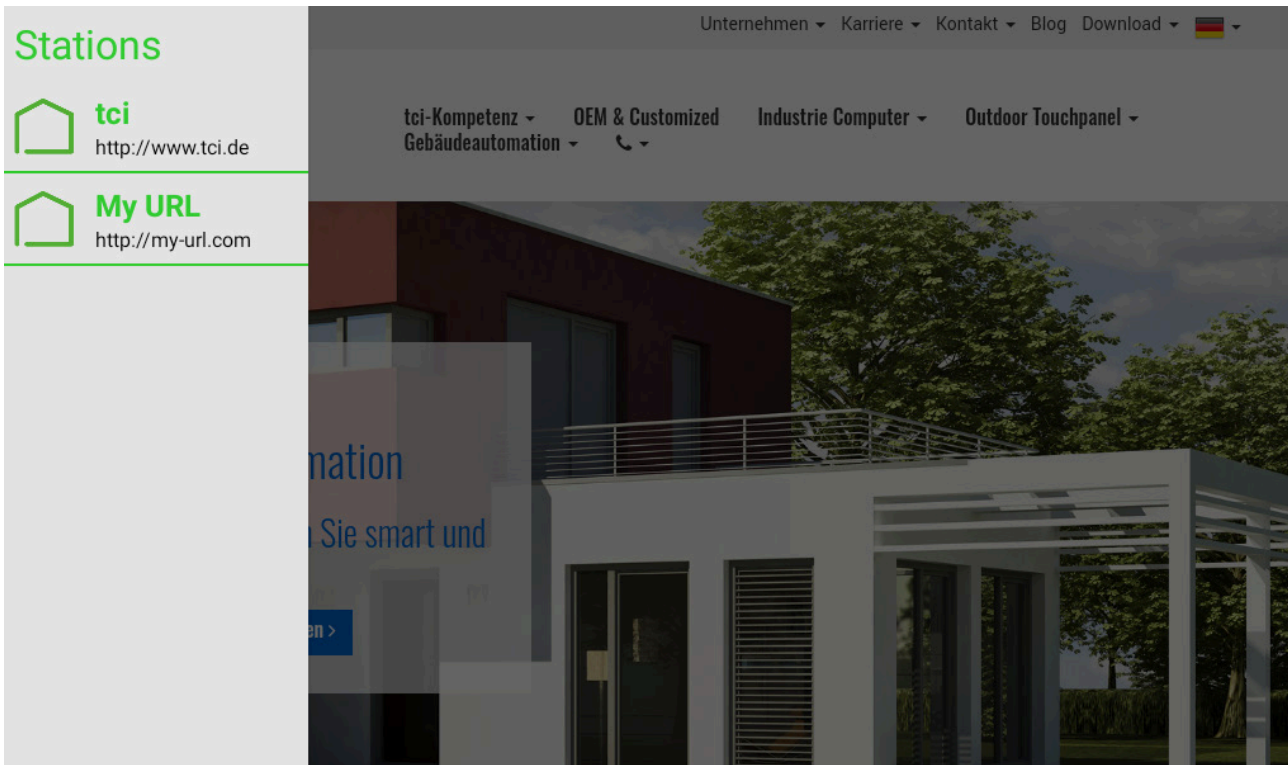 Stations
tci
http://www.tci.de
My URL
http://my-url.com
Unternehmen Karriere Kontakt Blog Download
tci-Kompetenz OEM & Customized Industrie Computer Outdoor Touchpanel
Gebäudeautomation
mation
Sie smart und
en >